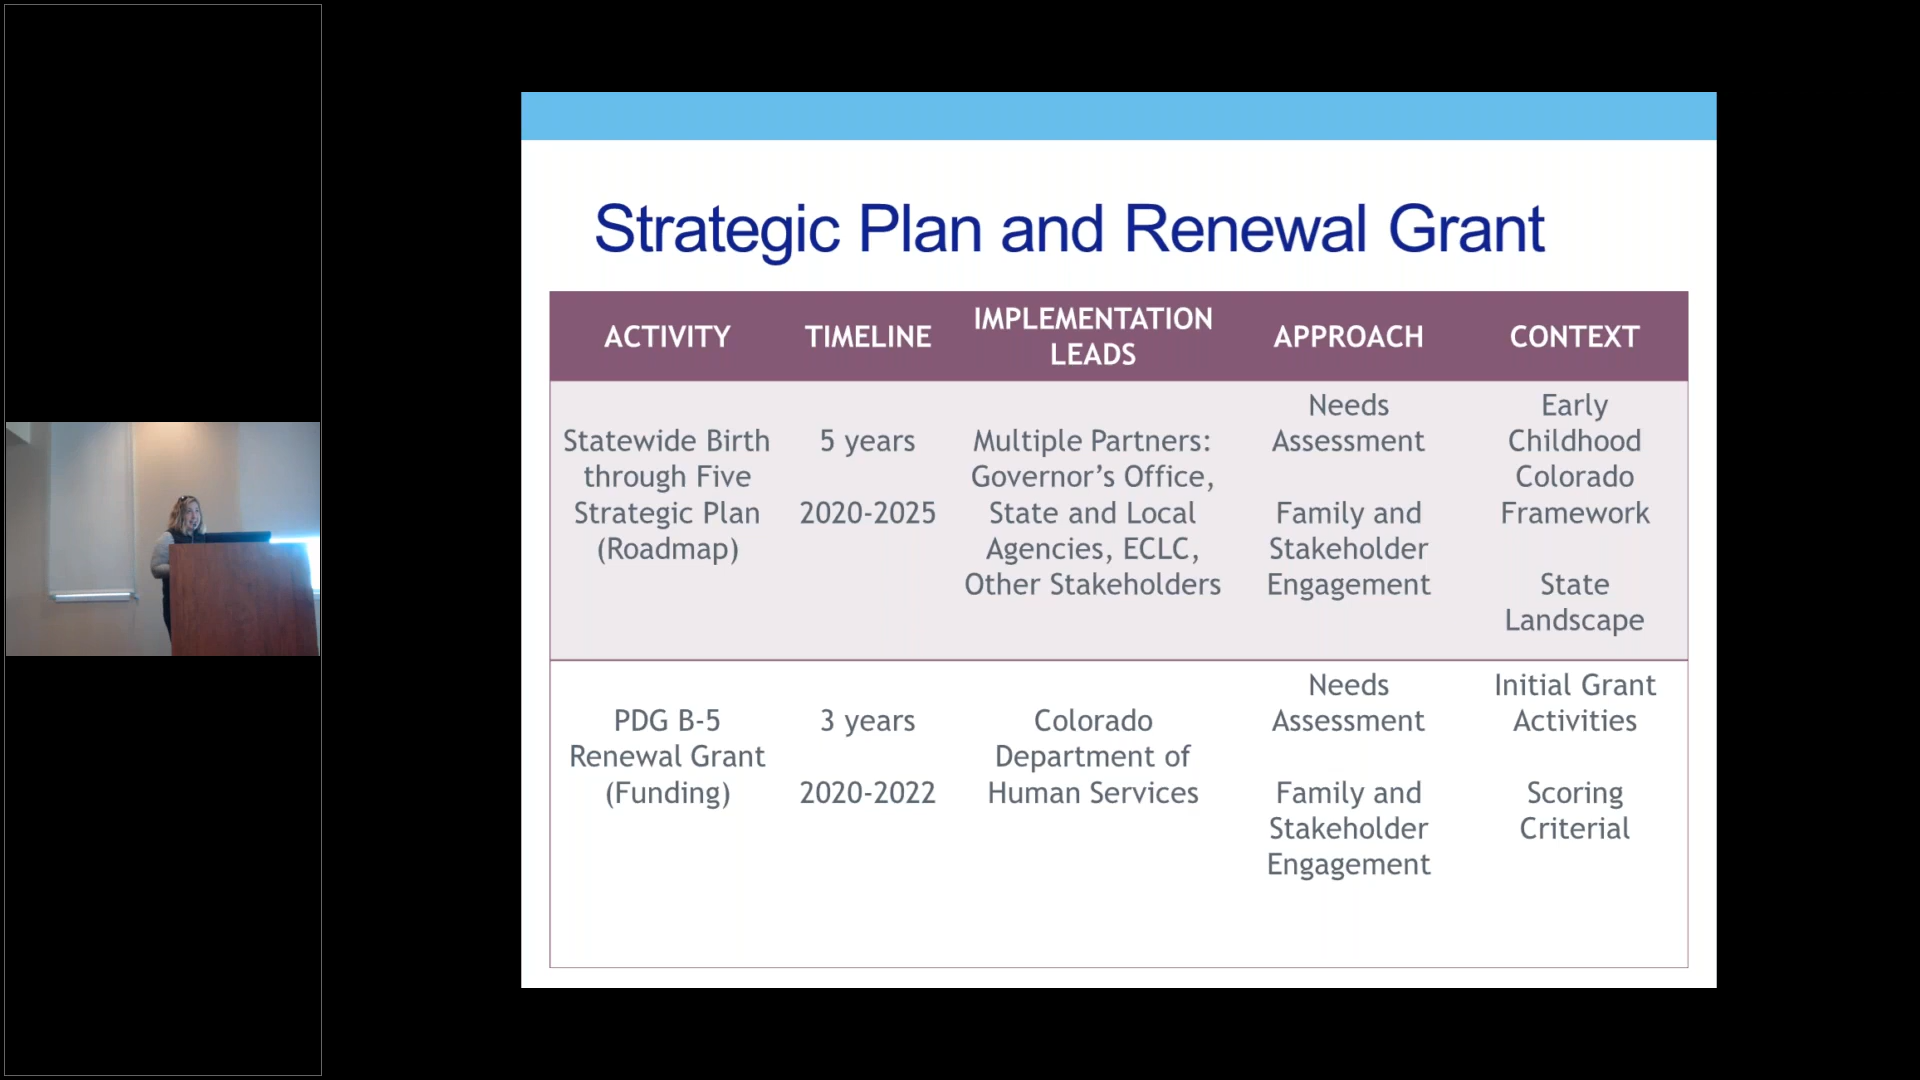 Strategic Plan and Renewal Grant
ACTIVITY
TIMELINE
IMPLEMENTATION
LEADS
APPROACH
CONTEXT
Statewide Birth
through Five
Strategic Plan
(Roadmap)
5 years
2020-2025
Multiple Partners:
Governor's Office,
State and Local
Agencies, ECLC,
Other Stakeholders
Needs
Assessment
Family and
Stakeholder
Engagement
Early
Childhood
Colorado
Framework
State
Landscape
PDG B-5
Renewal Grant
(Funding)
3 years
2020-2022
Colorado
Department of
Human Services
Needs
Assessment
Family and
Stakeholder
Engagement
Initial Grant
Activities
Scoring
Criterial